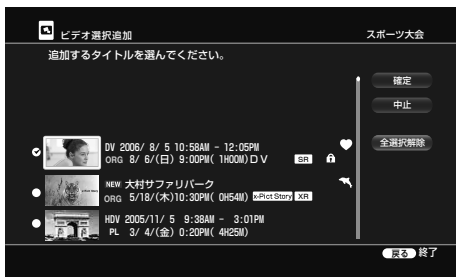 ビデオ選択追加 スポーツ大会
追加するタイトルを選んでください。
確定
中止
全選択解除
DV 2006/ 8/ 5 10:58AM - 12:05PM
ORG 8/ 6/(日) 9:00PM( 1H00M)ＤＶ SR
NEW 大村サファリパーク
ORG 5/18/(木)10:30PM( 0H54M) x-Pict Story XR
HDV 2005/11/ 5 9:38AM - 3:01PM
PL 3/ 4/(金) 0:20PM( 4H25M)
戻る 終了